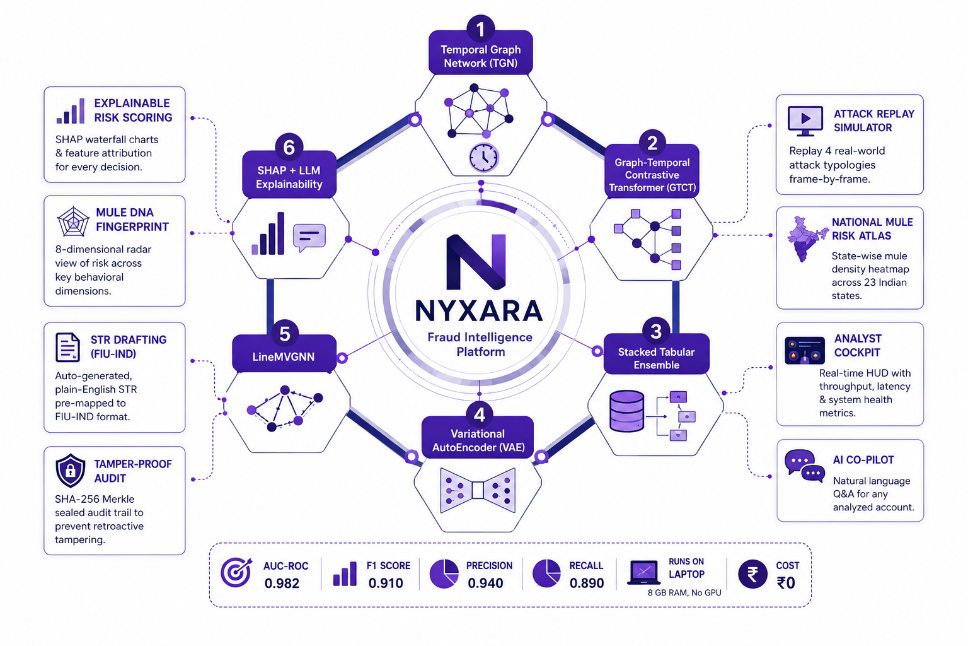 1
Temporal Graph
Network (TGN)
EXPLAINABLE
RISK SCORING
SHAP waterfall charts
& feature attribution
for every decision.
MULE DNA
FINGERPRINT
8-dimensional radar
view of risk across
key behavioral
dimensions.
STR DRAFTING
(FIU-IND)
Auto-generated,
plain-English STR
pre-mapped to
FIU-IND format.
TAMPER-PROOF
AUDIT
SHA-256 Merkle
sealed audit trail to
prevent retroactive
tampering.
6
SHAP + LLM
Explainability
5
LineMVGNN
N
NYXARA
Fraud Intelligence
Platform
4
Variational
AutoEncoder (VAE)
2
Graph-Temporal
Contrastive
Transformer (GTCT)
3
Stacked Tabular
Ensemble
ATTACK REPLAY
SIMULATOR
Replay 4 real-world
attack typologies
frame-by-frame.
NATIONAL MULE
RISK ATLAS
State-wise mule
density heatmap
across 23 Indian
states.
ANALYST
COCKPIT
Real-time HUD with
throughput, latency
& system health
metrics.
AI CO-PILOT
Natural language
Q&A for any
analyzed account.
AUC-ROC
0.982
F1 SCORE
0.910
PRECISION
0.940
RECALL
0.890
RUNS ON
LAPTOP
8 GB RAM, No GPU
₹
COST
₹0